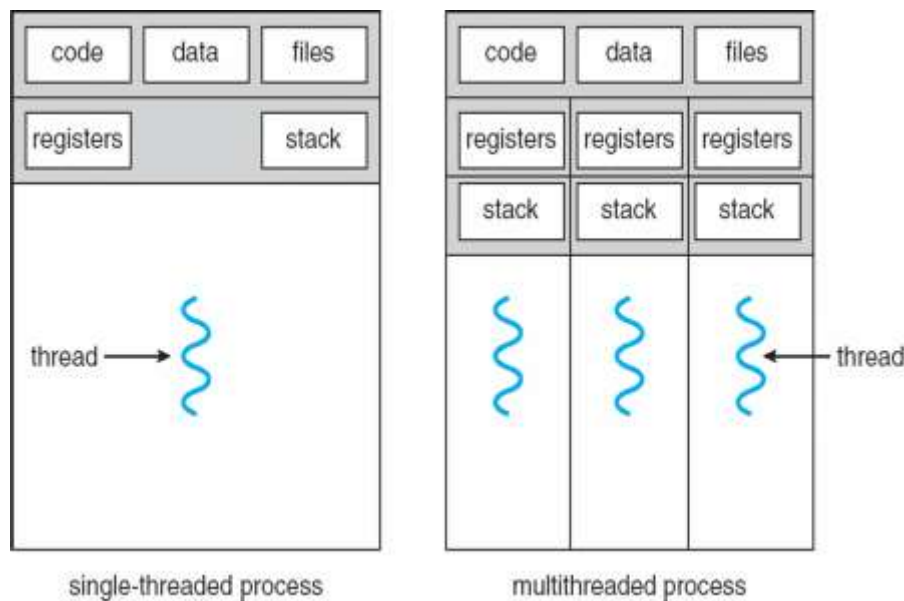 code data files
registers stack
thread
single-threaded process
code data files
registers registers registers
stack stack stack
thread
multithreaded process